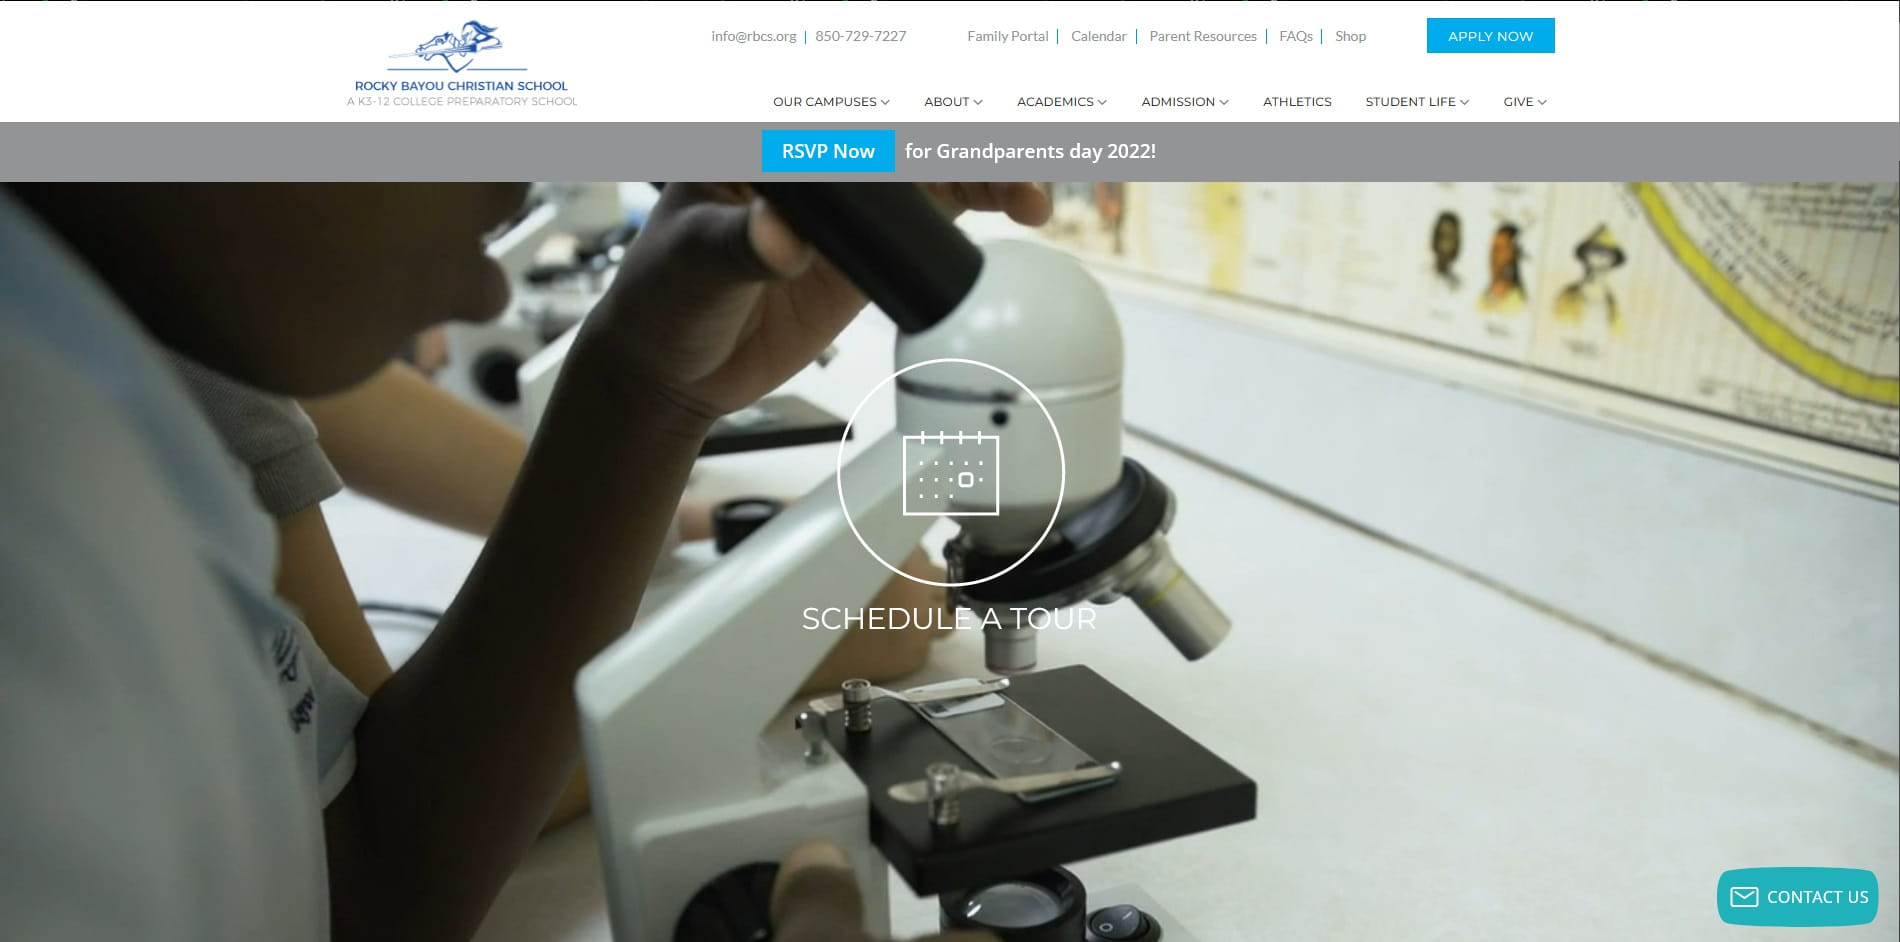 info@rbcs.org | 850-729-7227
Family Portal | Calendar | Parent Resources | FAQs | Shop
APPLY NOW
ROCKY BAYOU CHRISTIAN SCHOOL
A K3-12 COLLEGE PREPARATORY SCHOOL
OUR CAMPUSES ABOUT ACADEMICS ADMISSION ATHLETICS STUDENT LIFE GIVE
RSVP Now for Grandparents day 2022!
SCHEDULE A TOUR
CONTACT US